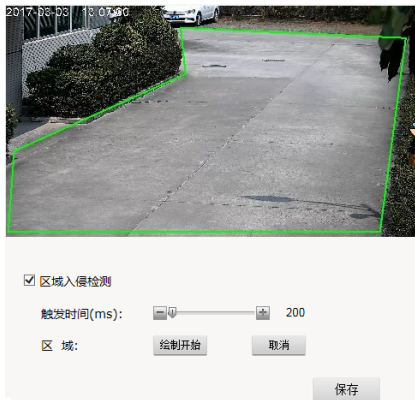 2017-03-03 13:07:00
区域入侵检测
触发时间(ms): 200
区 域: 绘制开始 取消
保存